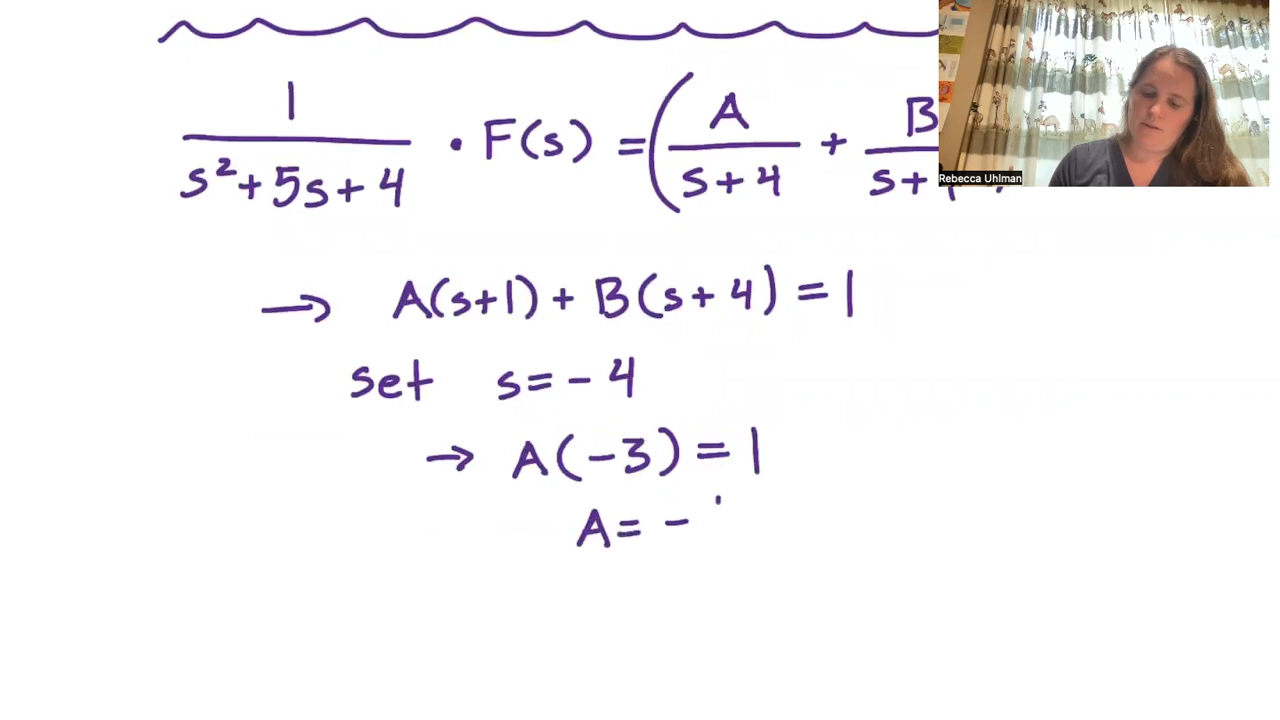 1/(s²+5s+4) · F(s) = (A/(s+4) + B/(s+
Rebecca Uhlman
→ A(s+1) + B(s+4) = 1
set s = -4
→ A(-3) = 1
A = -